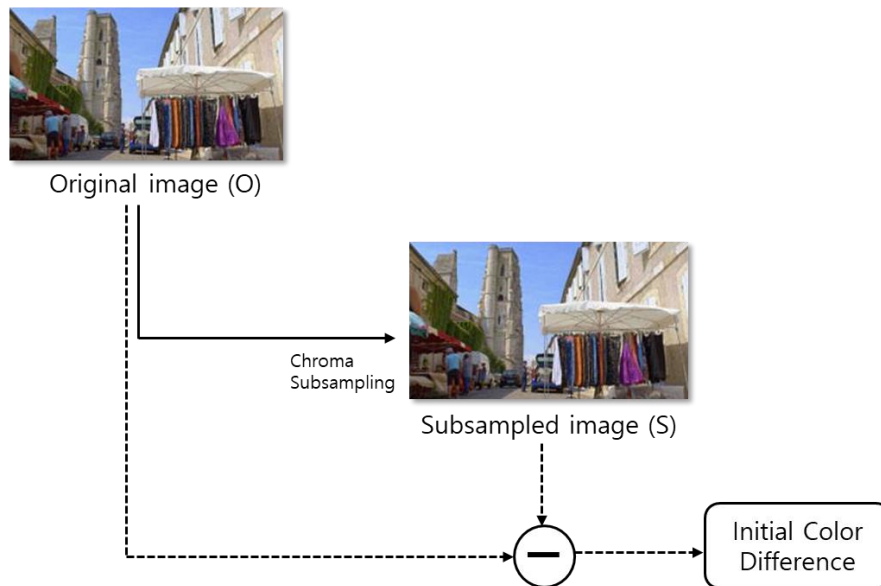 Original image (O)
Chroma
Subsampling
Subsampled image (S)
Initial Color
Difference